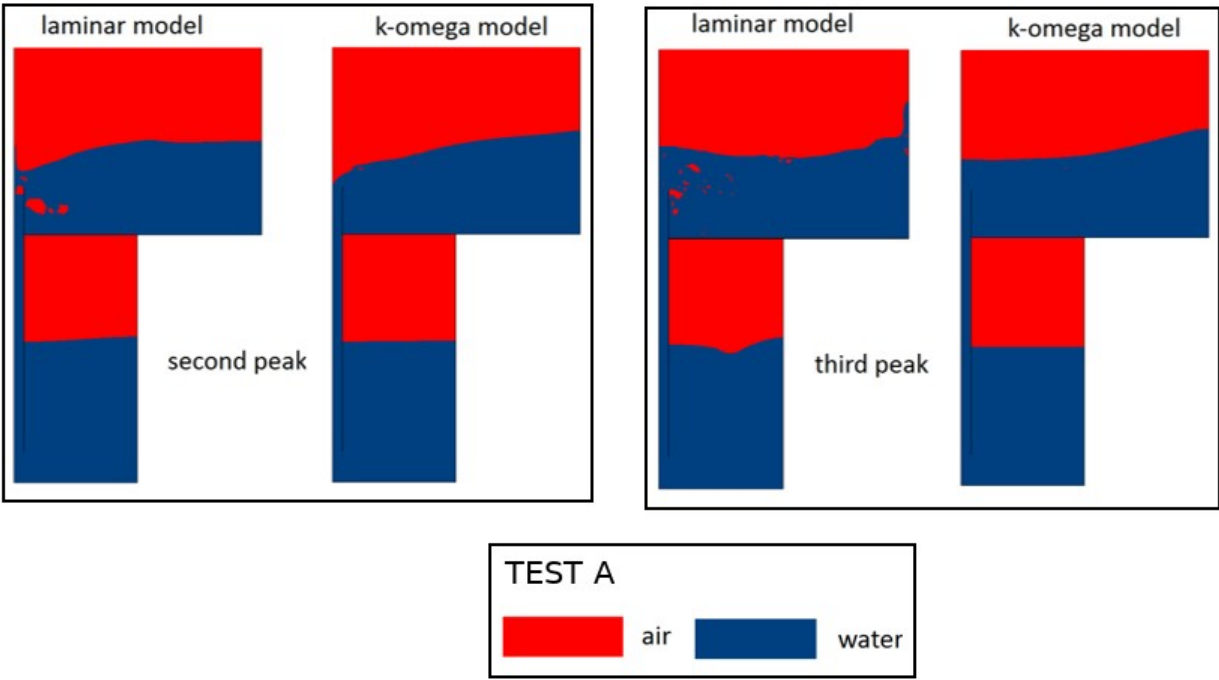 laminar model
k-omega model
second peak
laminar model
k-omega model
third peak
TEST A
air
water